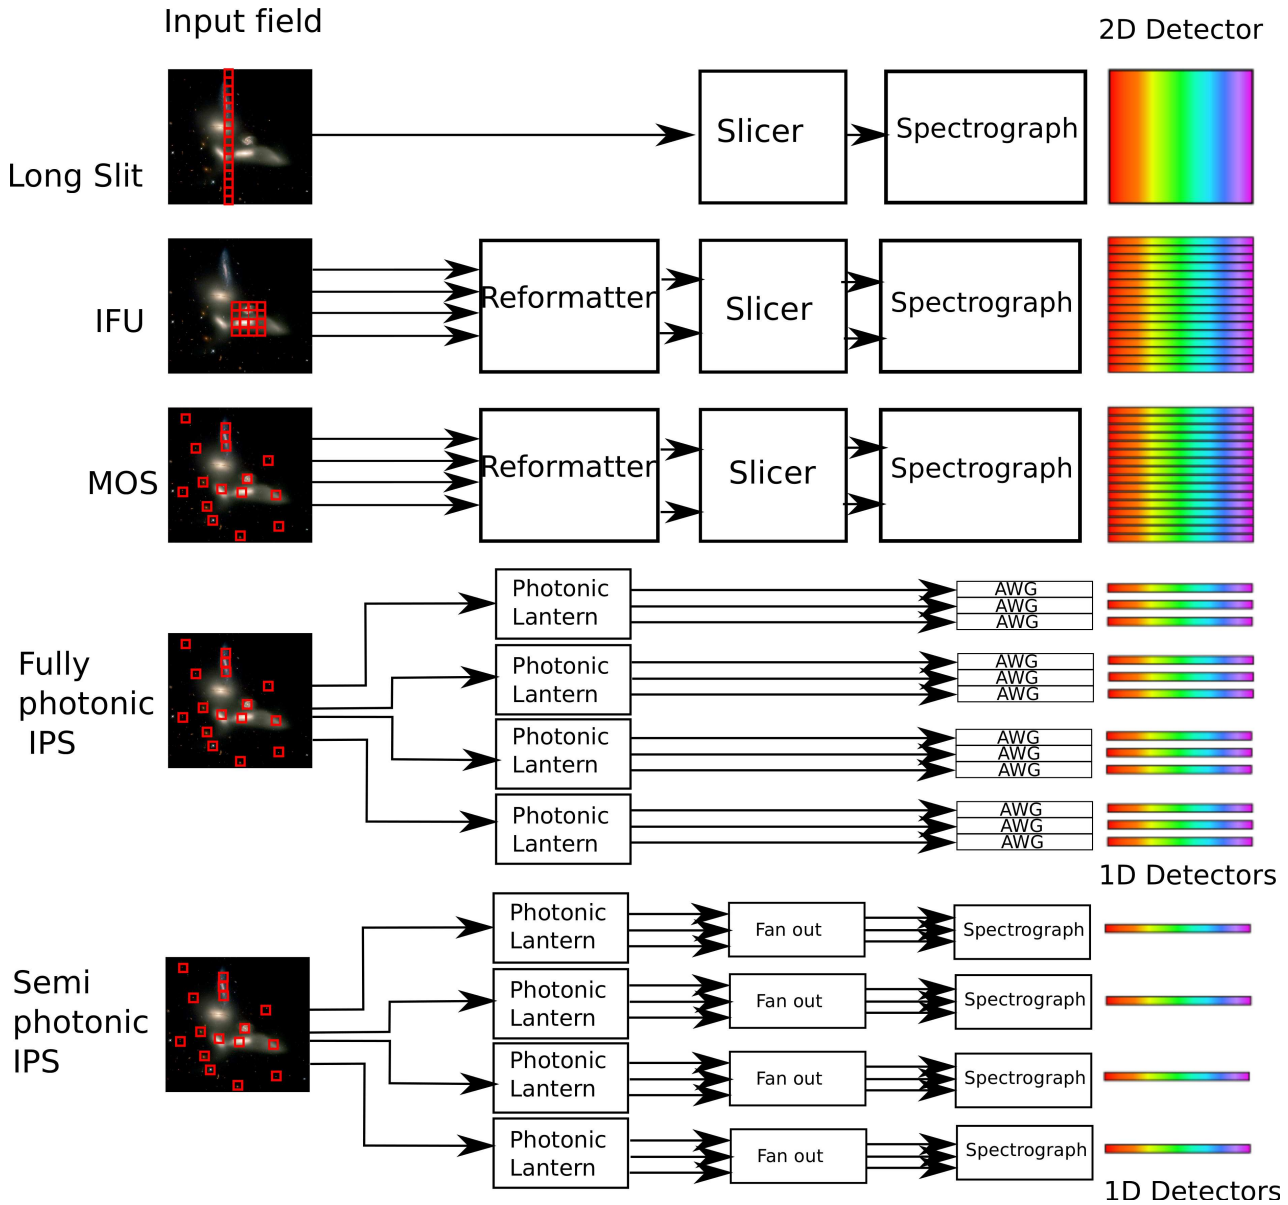 Input field
2D Detector
Long Slit
Slicer
Spectrograph
IFU
Reformatter
Slicer
Spectrograph
MOS
Reformatter
Slicer
Spectrograph
Fully
photonic
IPS
Photonic
Lantern
AWG
AWG
AWG
Photonic
Lantern
AWG
AWG
AWG
Photonic
Lantern
AWG
AWG
AWG
Photonic
Lantern
AWG
AWG
AWG
1D Detectors
Semi
photonic
IPS
Photonic
Lantern
Fan out
Spectrograph
Photonic
Lantern
Fan out
Spectrograph
Photonic
Lantern
Fan out
Spectrograph
Photonic
Lantern
Fan out
Spectrograph
1D Detectors